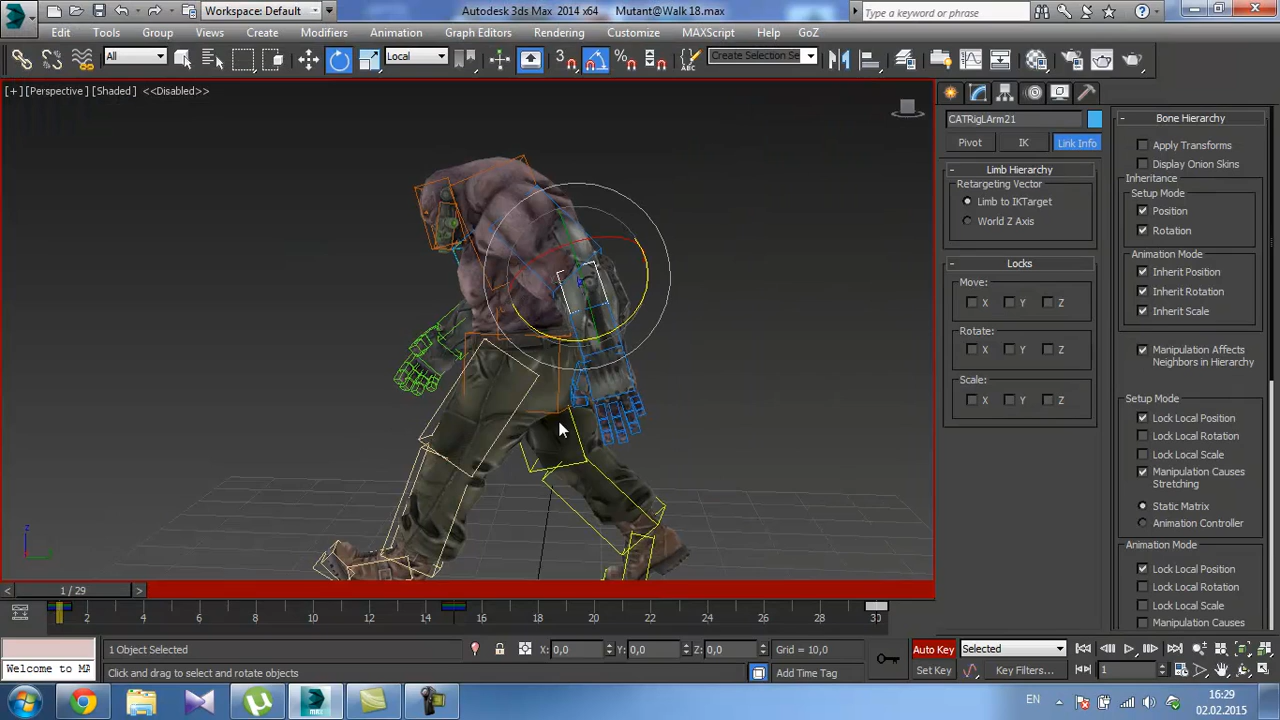 Workspace: Default
Autodesk 3ds Max  2014 x64    Mutant@Walk 18.max
Type a keyword or phrase
Edit Tools Group Views Create Modifiers Animation Graph Editors Rendering Customize MAXScript Help GoZ
All
Local
3
Create Selection Se
[+] [Perspective] [Shaded] <<Disabled>>
CATRigLArm21
Pivot IK Link Info
- Limb Hierarchy
Retargeting Vector
Limb to IKTarget
World Z Axis
- Locks
Move:
X Y Z
Rotate:
X Y Z
Scale:
X Y Z
- Bone Hierarchy
Apply Transforms
Display Onion Skins
Inheritance
Setup Mode
Position
Rotation
Animation Mode
Inherit Position
Inherit Rotation
Inherit Scale
Manipulation Affects
Neighbors in Hierarchy
Setup Mode
Lock Local Position
Lock Local Rotation
Lock Local Scale
Manipulation Causes
Stretching
Static Matrix
Animation Controller
Animation Mode
Lock Local Position
Lock Local Rotation
Lock Local Scale
Manipulation Causes
z
< 1 / 29 >
2 4 6 8 10 12 14 16 18 20 22 24 26 28 30
1 Object Selected
X: 0,0 Y: 0,0 Z: 0,0 Grid = 10,0
Auto Key Selected
Welcome to MA
Click and drag to select and rotate objects
Add Time Tag
Set Key Key Filters... 1
EN
16:29
02.02.2015